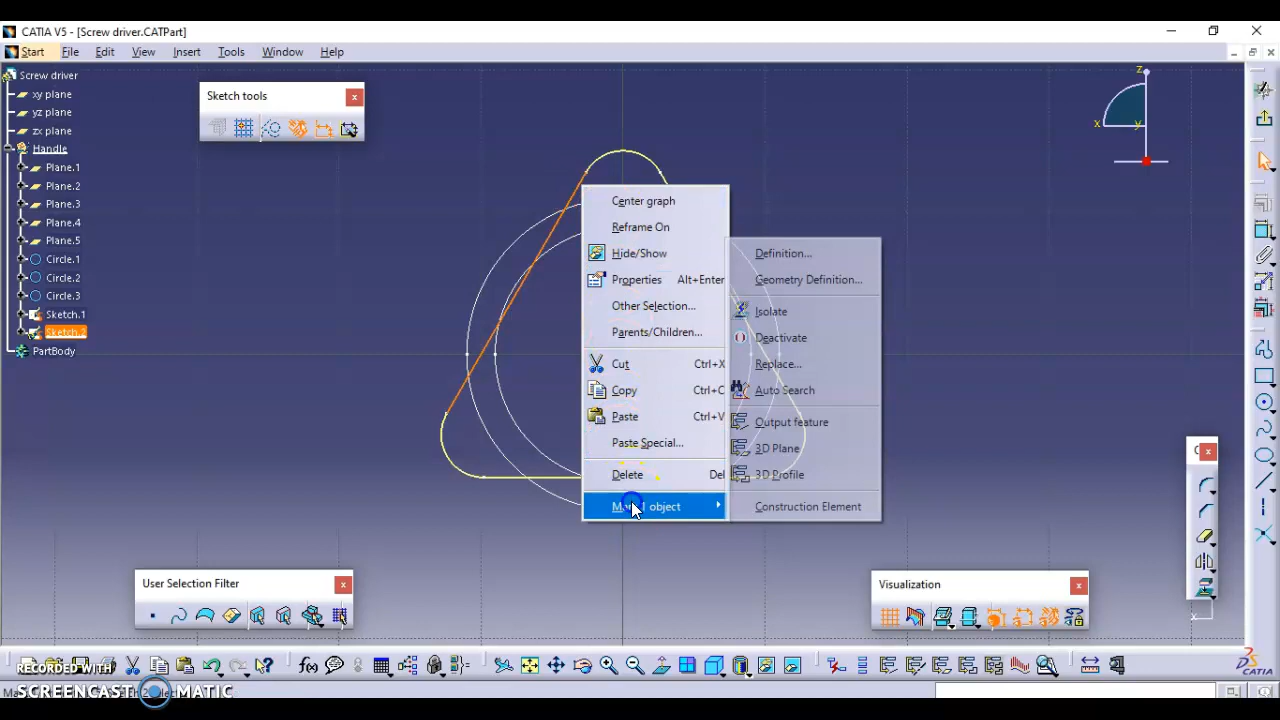 CATIA V5 - [Screw driver.CATPart]
Start File Edit View Insert Tools Window Help
Screw driver
xy plane
yz plane
zx plane
Handle
Plane.1
Plane.2
Plane.3
Plane.4
Plane.5
Circle.1
Circle.2
Circle.3
Sketch.1
Sketch.2
PartBody
Sketch tools
z
x
y
Center graph
Reframe On
Hide/Show
Properties Alt+Enter
Other Selection...
Parents/Children...
Cut Ctrl+X
Copy Ctrl+C
Paste Ctrl+V
Paste Special...
Delete Del
object
Definition...
Geometry Definition...
Isolate
Deactivate
Replace...
Auto Search
Output feature
3D Plane
3D Profile
Construction Element
User Selection Filter
Visualization
x
f(x)
RECORDED WITH
SCREENCAST MATIC
CATIA